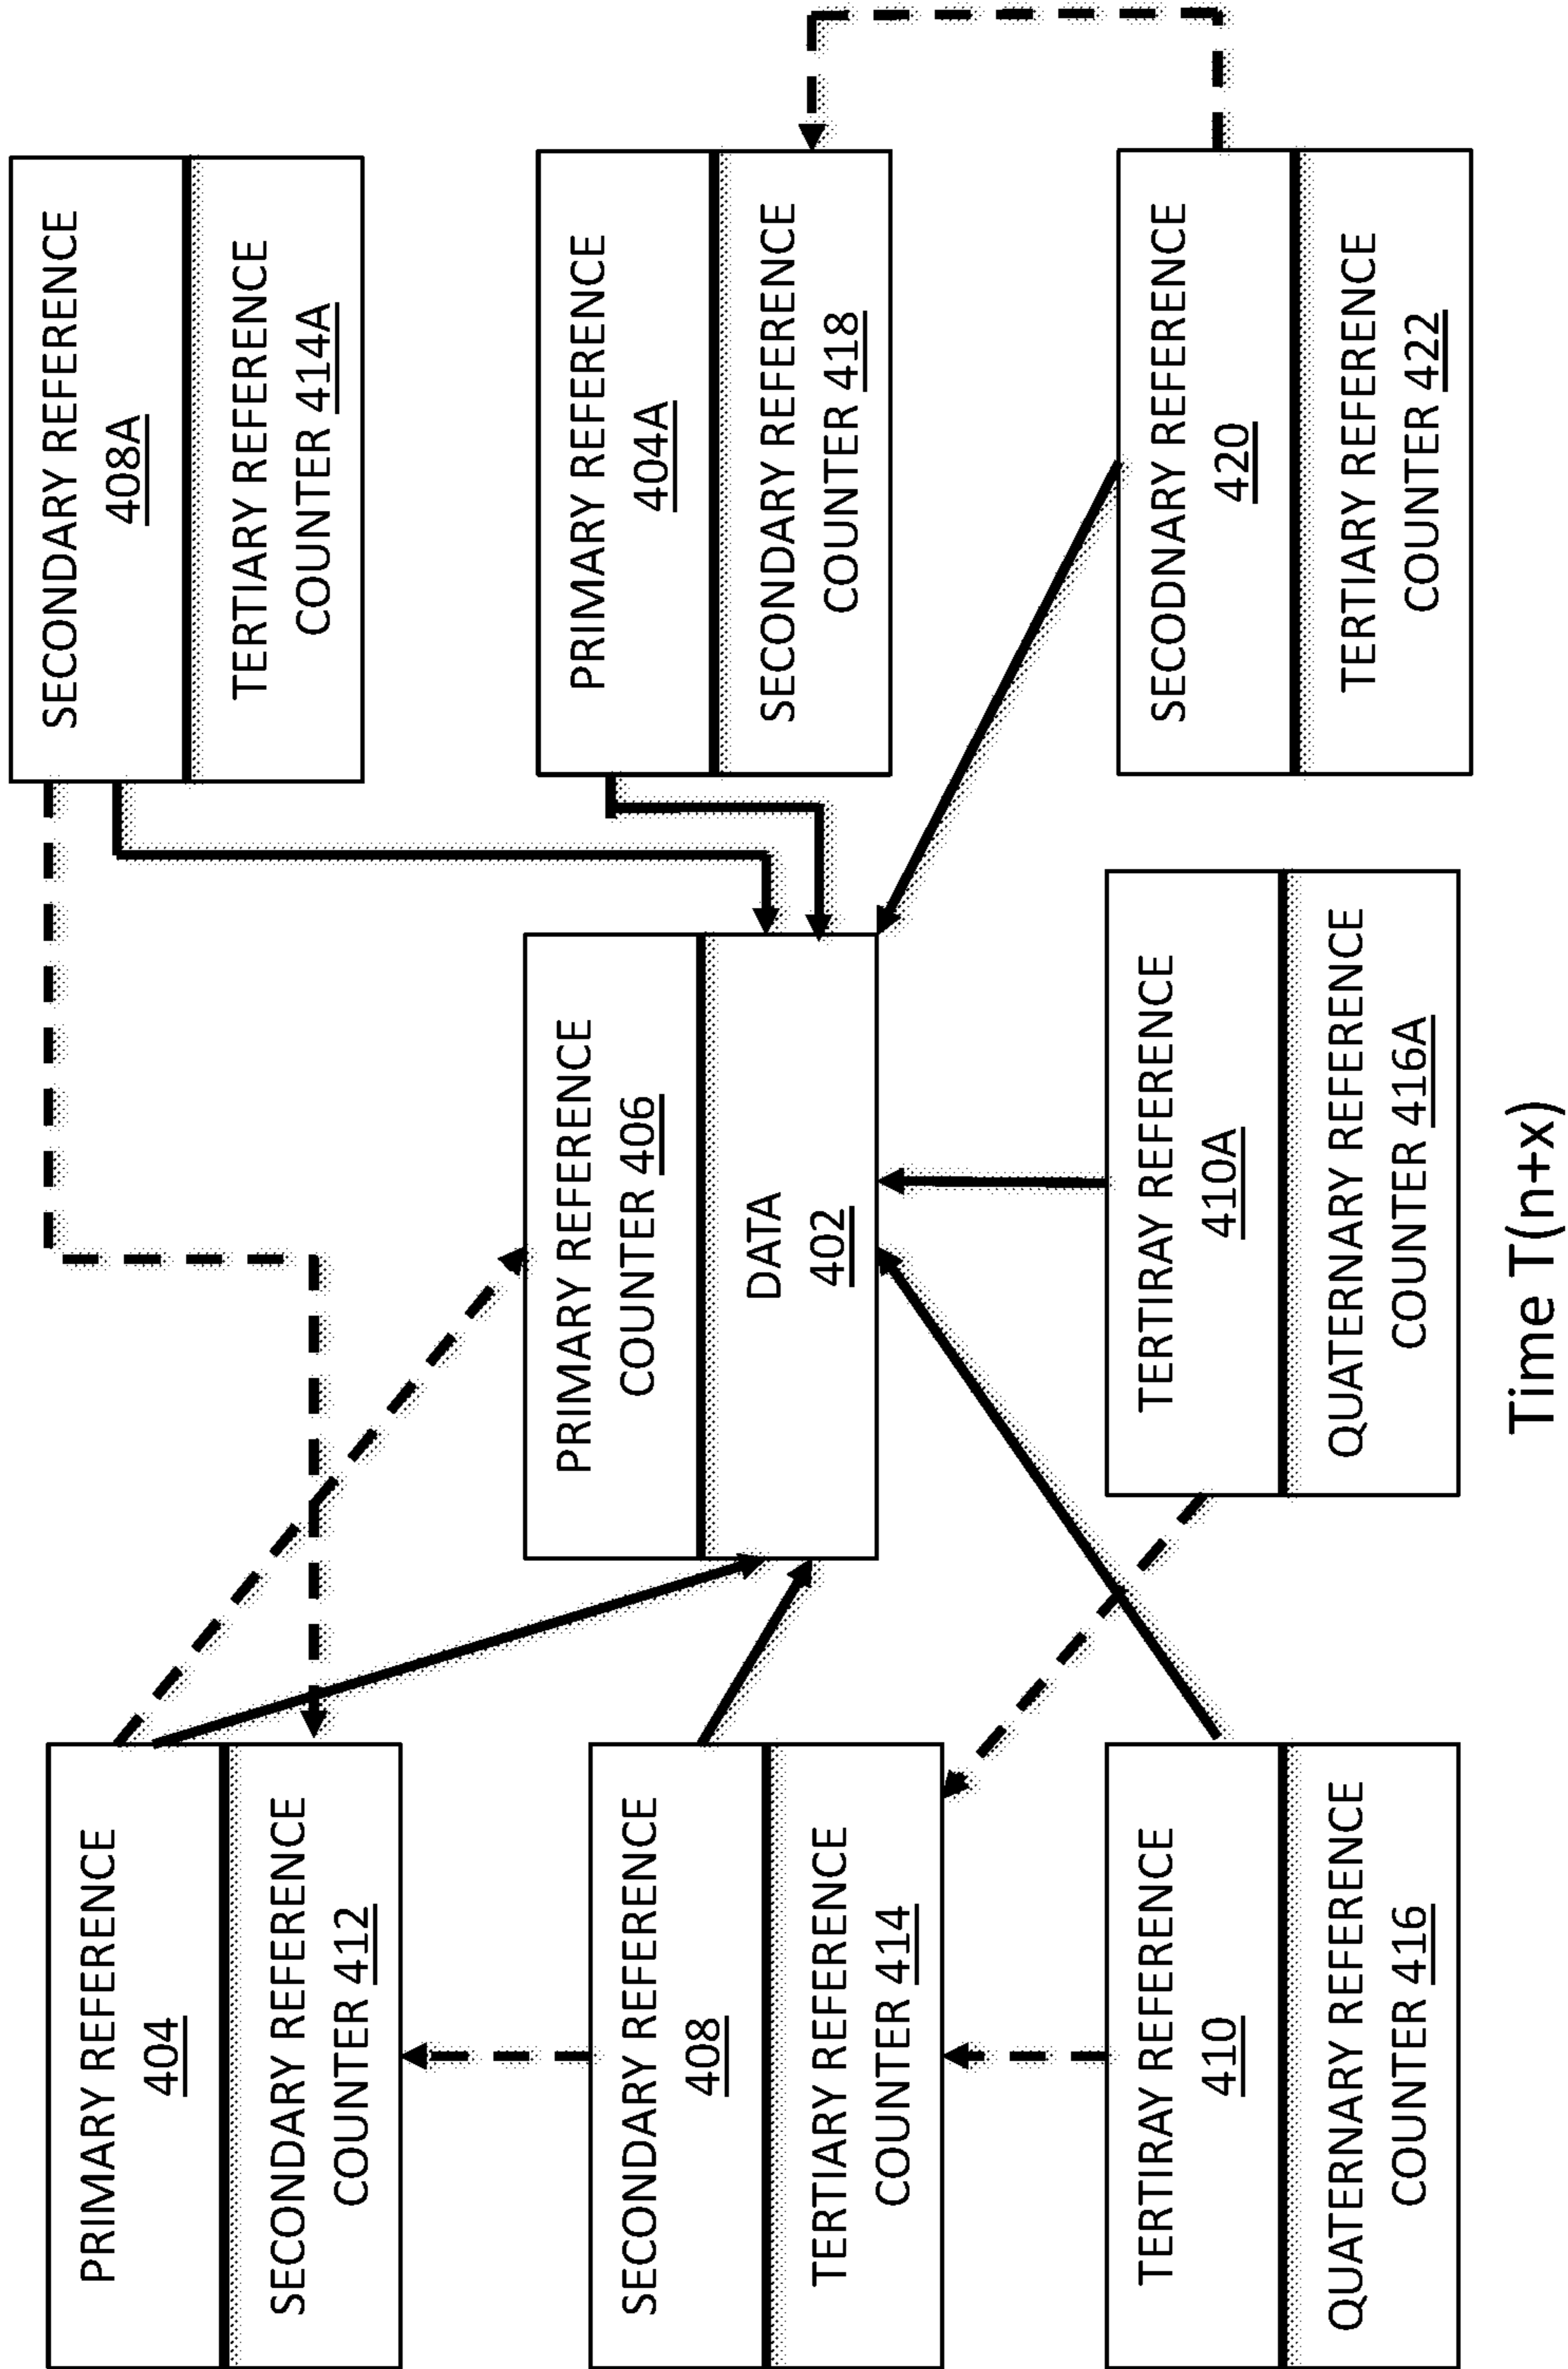 PRIMARY REFERENCE
404
SECONDARY REFERENCE
COUNTER 412
SECONDARY REFERENCE
408A
TERTIARY REFERENCE
COUNTER 414A
SECONDARY REFERENCE
408
TERTIARY REFERENCE
COUNTER 414
PRIMARY REFERENCE
COUNTER 406
DATA
402
PRIMARY REFERENCE
404A
SECONDARY REFERENCE
COUNTER 418
TERTIRAY REFERENCE
410
QUATERNARY REFERENCE
COUNTER 416
TERTIRAY REFERENCE
410A
QUATERNARY REFERENCE
COUNTER 416A
SECODNARY REFERENCE
420
TERTIARY REFERENCE
COUNTER 422
Time T(n+x)